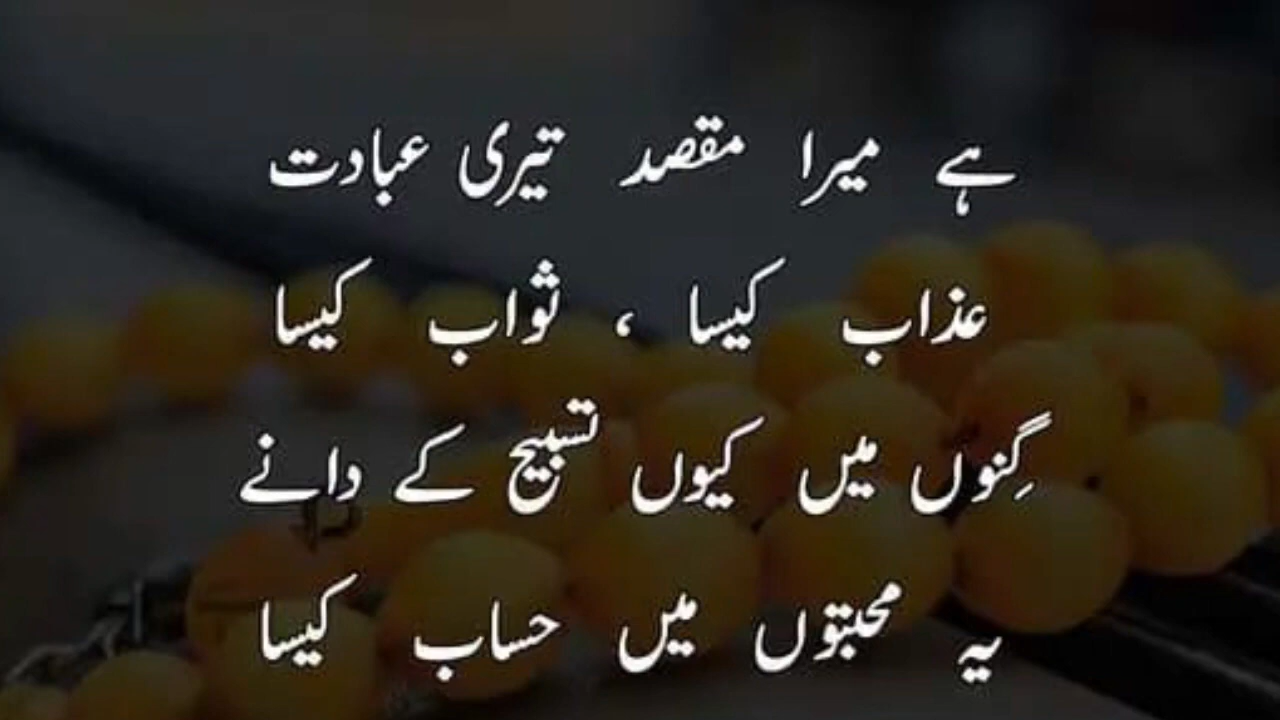 ہے میرا مقصد تیری عبادت
عذاب کیسا ، ثواب کیسا
گِنوں میں کیوں تسبیح کے دانے
یہ محبتوں میں حساب کیسا